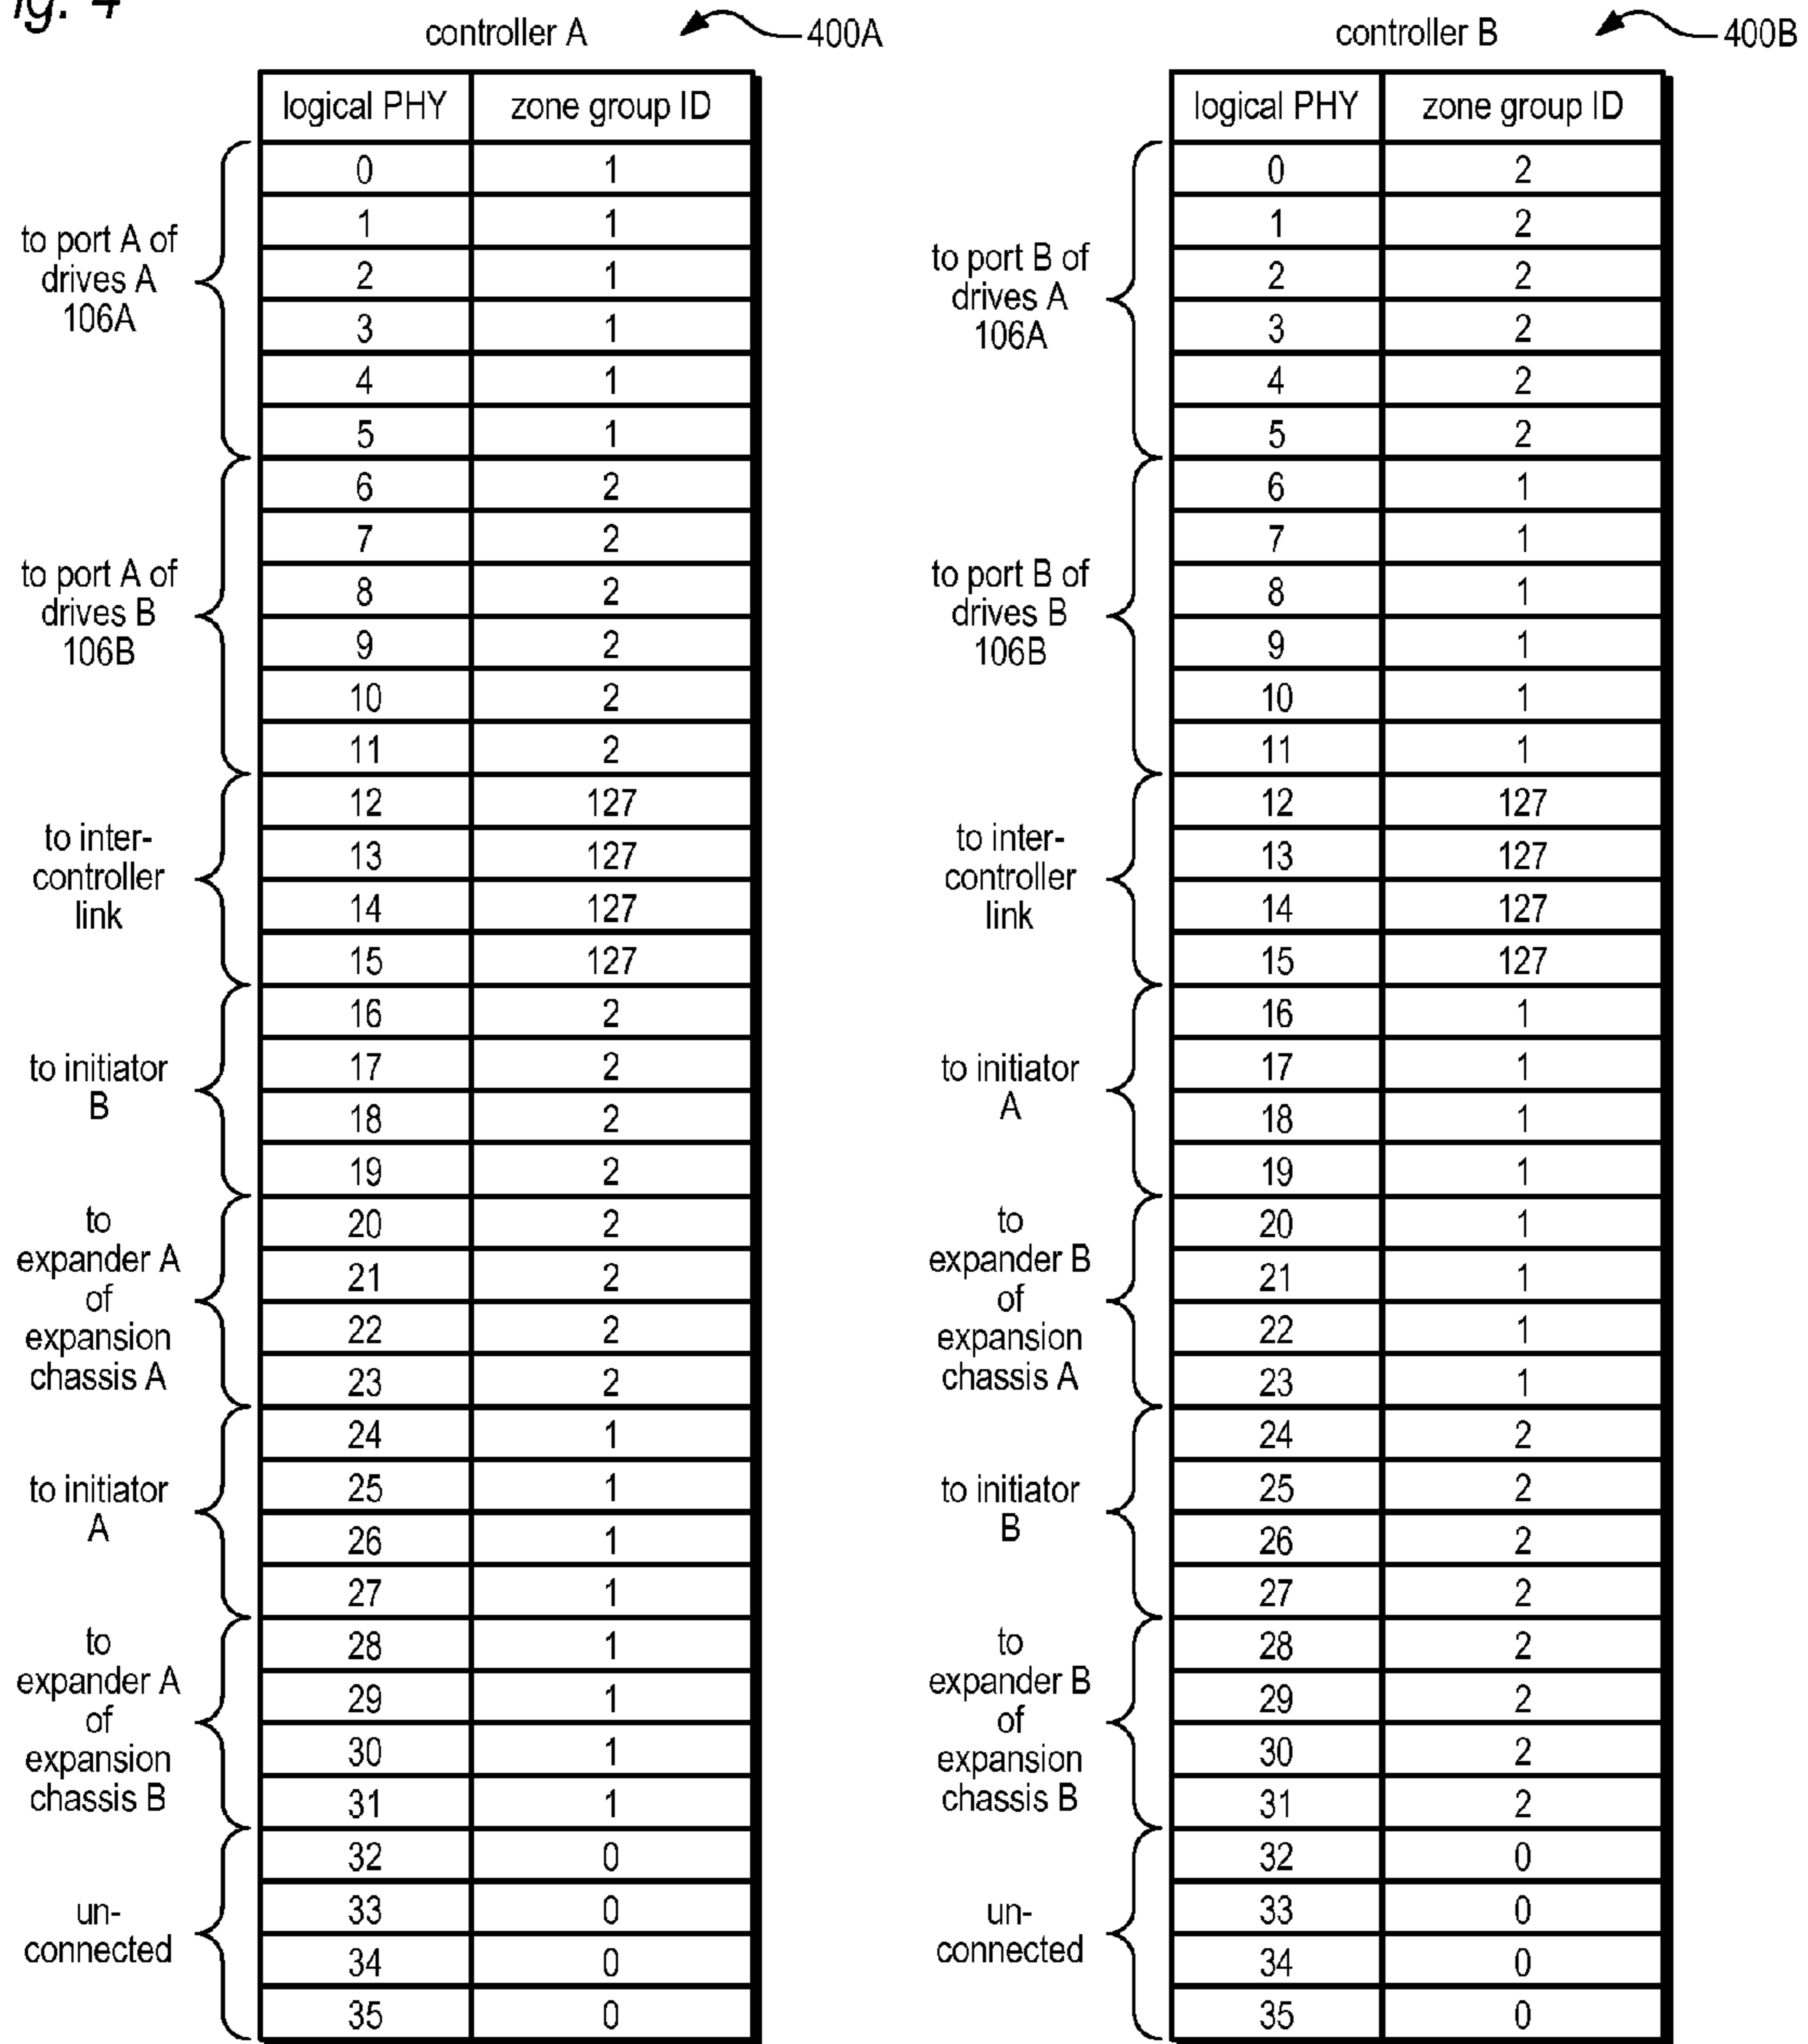 ig. 4
controller A
400A
logical PHY zone group ID
0 1
1 1
2 1
3 1
4 1
5 1
6 2
7 2
8 2
9 2
10 2
11 2
12 127
13 127
14 127
15 127
16 2
17 2
18 2
19 2
20 2
21 2
22 2
23 2
24 1
25 1
26 1
27 1
28 1
29 1
30 1
31 1
32 0
33 0
34 0
35 0
to port A of
drives A
106A
to port A of
drives B
106B
to inter-
controller
link
to initiator
B
to
expander A
of
expansion
chassis A
to initiator
A
to
expander A
of
expansion
chassis B
un-
connected
controller B
400B
logical PHY zone group ID
0 2
1 2
2 2
3 2
4 2
5 2
6 1
7 1
8 1
9 1
10 1
11 1
12 127
13 127
14 127
15 127
16 1
17 1
18 1
19 1
20 1
21 1
22 1
23 1
24 2
25 2
26 2
27 2
28 2
29 2
30 2
31 2
32 0
33 0
34 0
35 0
to port B of
drives A
106A
to port B of
drives B
106B
to inter-
controller
link
to initiator
A
to
expander B
of
expansion
chassis A
to initiator
B
to
expander B
of
expansion
chassis B
un-
connected